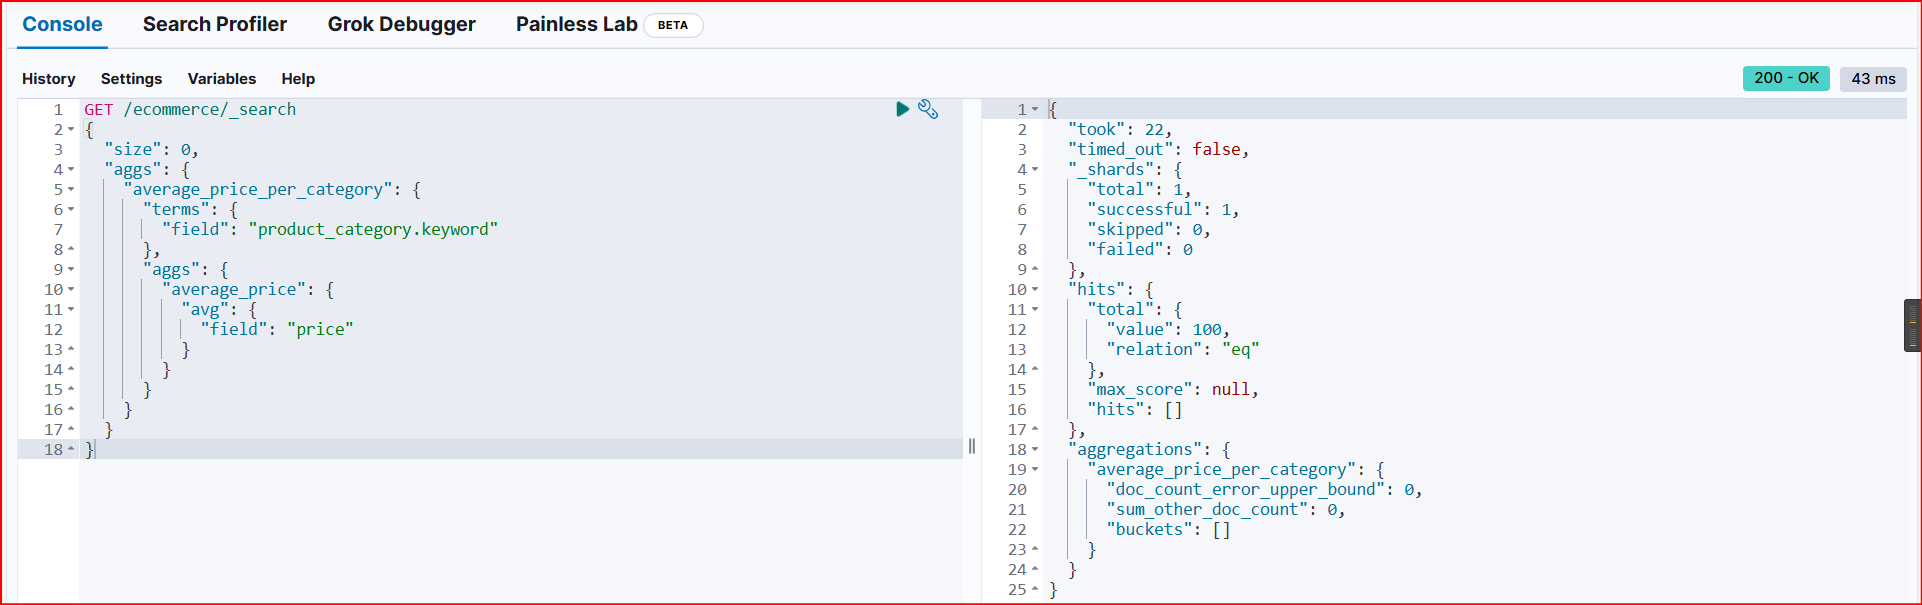 Console Search Profiler Grok Debugger Painless Lab BETA
History Settings Variables Help 200 - OK 43 ms
1 GET /ecommerce/_search
2 {
3 "size": 0,
4 "aggs": {
5 "average_price_per_category": {
6 "terms": {
7 "field": "product_category.keyword"
8 },
9 "aggs": {
10 "average_price": {
11 "avg": {
12 "field": "price"
13 }
14 }
15 }
16 }
17 }
18 }
1 {
2 "took": 22,
3 "timed_out": false,
4 "_shards": {
5 "total": 1,
6 "successful": 1,
7 "skipped": 0,
8 "failed": 0
9 },
10 "hits": {
11 "total": {
12 "value": 100,
13 "relation": "eq"
14 },
15 "max_score": null,
16 "hits": []
17 },
18 "aggregations": {
19 "average_price_per_category": {
20 "doc_count_error_upper_bound": 0,
21 "sum_other_doc_count": 0,
22 "buckets": []
23 }
24 }
25 }